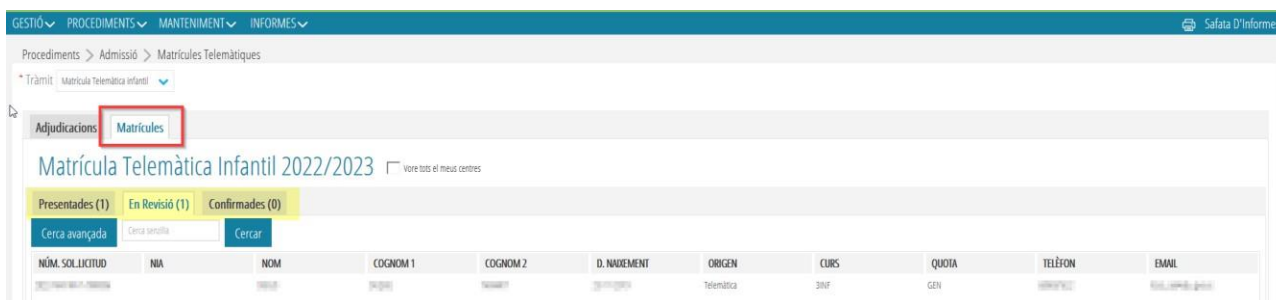 GESTIÓ PROCEDIMENTS MANTENIMENT INFORMES Safata D'Informe
Procediments > Admissió > Matrícules Telemàtiques
* Tràmit Matrícula Telemàtica Infantil
Adjudicacions Matrícules
Matrícula Telemàtica Infantil 2022/2023 Vore tots el meus centres
Presentades (1) En Revisió (1) Confirmades (0)
Cerca avançada Cerca senzilla Cercar
NÚM. SOL.LICITUD NIA NOM COGNOM 1 COGNOM 2 D. NAIXEMENT ORIGEN CURS QUOTA TELÈFON EMAIL
Telemàtica 3INF GEN